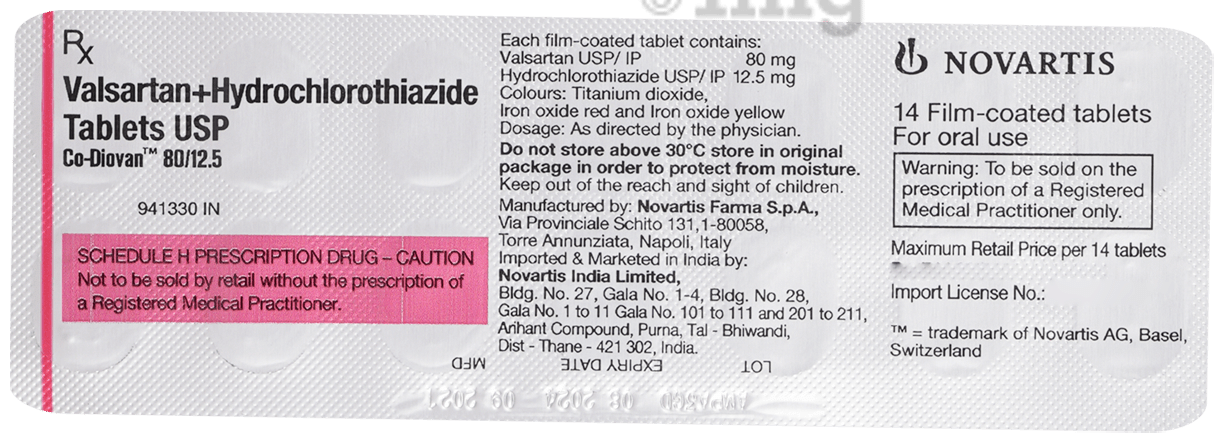 1mg
Rx
Valsartan+Hydrochlorothiazide
Tablets USP
Co-Diovan™ 80/12.5
941330 IN
SCHEDULE H PRESCRIPTION DRUG – CAUTION
Not to be sold by retail without the prescription of
a Registered Medical Practitioner.
Each film-coated tablet contains:
Valsartan USP/ IP 80 mg
Hydrochlorothiazide USP/ IP 12.5 mg
Colours: Titanium dioxide,
Iron oxide red and Iron oxide yellow
Dosage: As directed by the physician.
Do not store above 30°C store in original
package in order to protect from moisture.
Keep out of the reach and sight of children.
Manufactured by: Novartis Farma S.p.A.,
Via Provinciale Schito 131,1-80058,
Torre Annunziata, Napoli, Italy
Imported & Marketed in India by:
Novartis India Limited,
Bldg. No. 27, Gala No. 1-4, Bldg. No. 28,
Gala No. 1 to 11 Gala No. 101 to 111 and 201 to 211,
Arihant Compound, Purna, Tal - Bhiwandi,
Dist - Thane - 421 302, India.
NOVARTIS
14 Film-coated tablets
For oral use
Warning: To be sold on the
prescription of a Registered
Medical Practitioner only.
Maximum Retail Price per 14 tablets
Import License No.:
™ = trademark of Novartis AG, Basel,
Switzerland
LOT EXPIRY DATE MFD
08 2024 09 2021